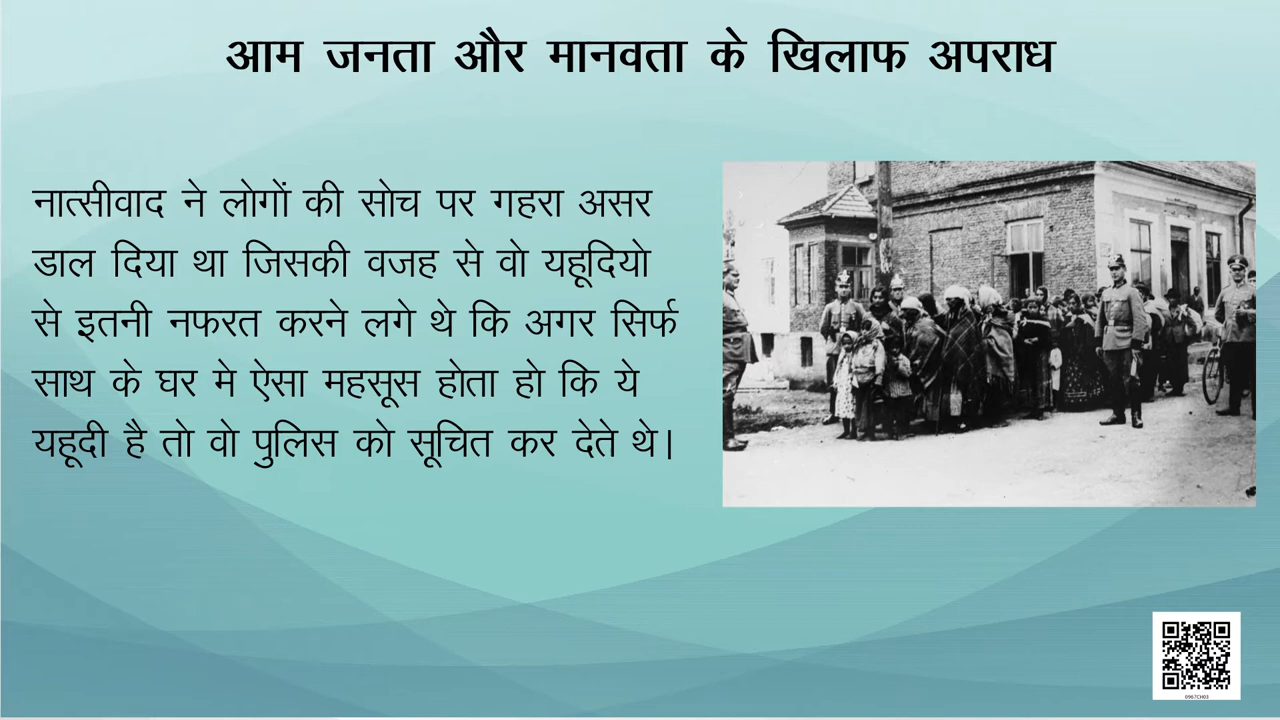 आम जनता और मानवता के खिलाफ अपराध
नात्सीवाद ने लोगों की सोच पर गहरा असर
डाल दिया था जिसकी वजह से वो यहूदियो
से इतनी नफरत करने लगे थे कि अगर सिर्फ
साथ के घर मे ऐसा महसूस होता हो कि ये
यहूदी है तो वो पुलिस को सूचित कर देते थे।
0967CH03